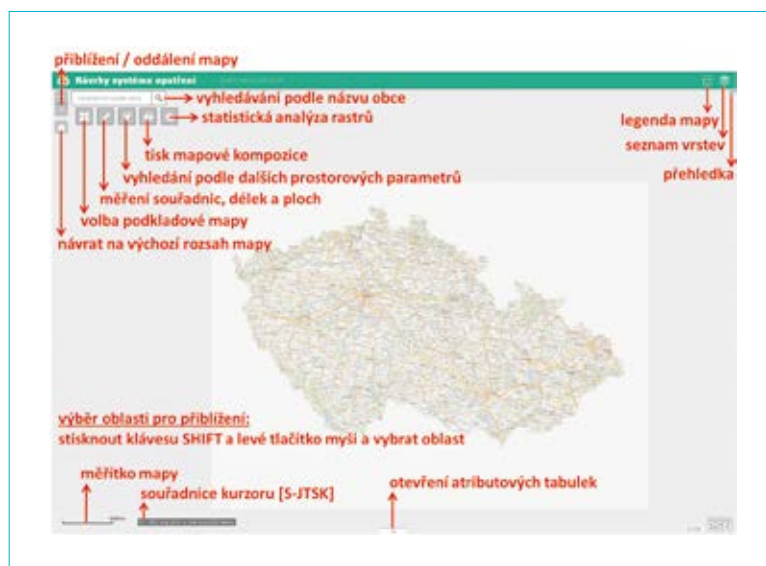 přiblížení / oddálení mapy
Návrhy systému opatření
vyhledávání podle názvu obce
statistická analýza rastrů
legenda mapy
tisk mapové kompozice
seznam vrstev
vyhledání podle dalších prostorových parametrů
přehledka
měření souřadnic, délek a ploch
volba podkladové mapy
návrat na výchozí rozsah mapy
výběr oblasti pro přiblížení:
stisknout klávesu SHIFT a levé tlačítko myši a vybrat oblast
měřítko mapy
souřadnice kurzoru [S-JTSK]
otevření atributových tabulek
esri